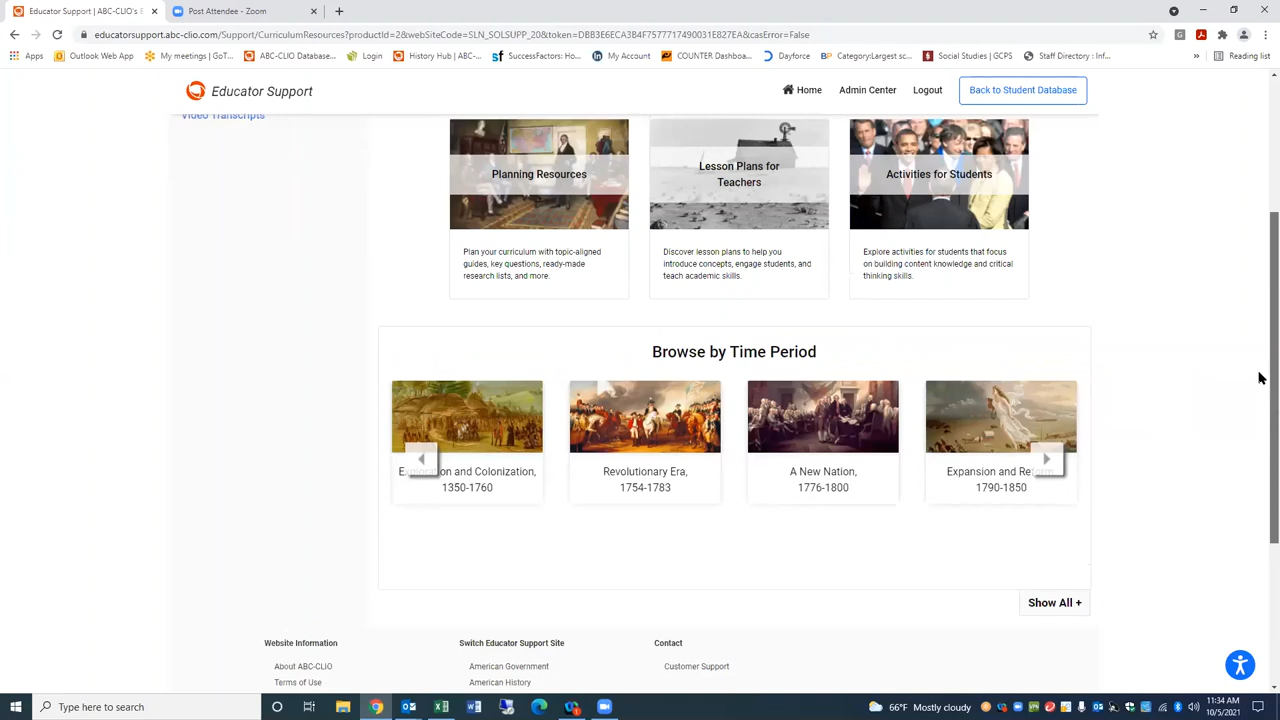 Educator Support | ABC-CLIO's E
Post Attendee - Zoom
educatorsupport.abc-clio.com/Support/CurriculumResources?productId=2&webSiteCode=SLN_SOLSUPP_20&token=DBB3E6ECA3B4F7577717490031E827EA&casError=False
Apps
Outlook Web App
My meetings | GoT...
ABC-CLIO Database...
Login
History Hub | ABC-...
SuccessFactors: Ho...
My Account
COUNTER Dashboa...
Dayforce
Category:Largest sc...
Social Studies | GCPS
Staff Directory : Inf...
»
Reading list
Educator Support
Home
Admin Center
Logout
Back to Student Database
Video Transcripts
Planning Resources
Lesson Plans for
Teachers
Activities for Students
Plan your curriculum with topic-aligned
guides, key questions, ready-made
research lists, and more.
Discover lesson plans to help you
introduce concepts, engage students, and
teach academic skills.
Explore activities for students that focus
on building content knowledge and critical
thinking skills.
Browse by Time Period
Exploration and Colonization,
1350-1760
Revolutionary Era,
1754-1783
A New Nation,
1776-1800
Expansion and Reform,
1790-1850
Show All +
Website Information
Switch Educator Support Site
Contact
About ABC-CLIO
American Government
Customer Support
Terms of Use
American History
Type here to search
66°F Mostly cloudy
11:34 AM
10/5/2021